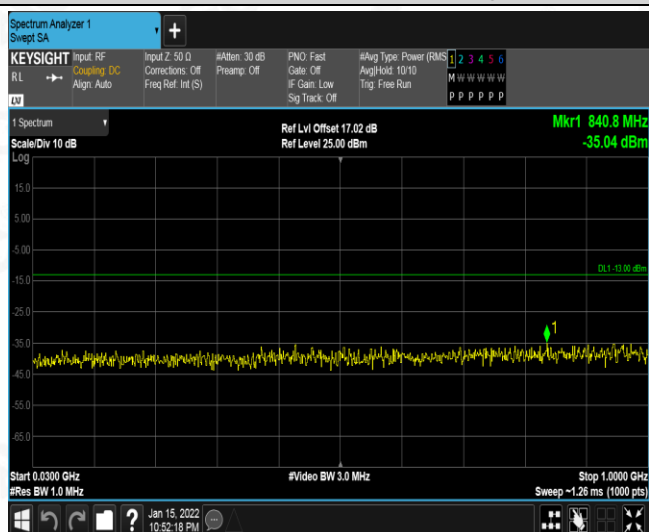 Spectrum Analyzer 1
Swept SA
+
KEYSIGHT Input: RF Input Z: 50 Ω #Atten: 30 dB PNO: Fast #Avg Type: Power (RMS 1 2 3 4 5 6
RL Coupling: DC Corrections: Off Preamp: Off Gate: Off Avg|Hold: 10/10 M W W W W W
Align: Auto Freq Ref: Int (S) IF Gain: Low Trig: Free Run
Sig Track: Off P P P P P P
LXI
1 Spectrum Ref Lvl Offset 17.02 dB Mkr1 840.8 MHz
Scale/Div 10 dB Ref Level 25.00 dBm -35.04 dBm
Log
15.0
5.00
-5.00
DL1 -13.00 dBm
-15.0
-25.0
1
-35.0
-45.0
-55.0
-65.0
Start 0.0300 GHz #Video BW 3.0 MHz Stop 1.0000 GHz
#Res BW 1.0 MHz Sweep ~1.26 ms (1000 pts)
? Jan 15, 2022
10:52:18 PM